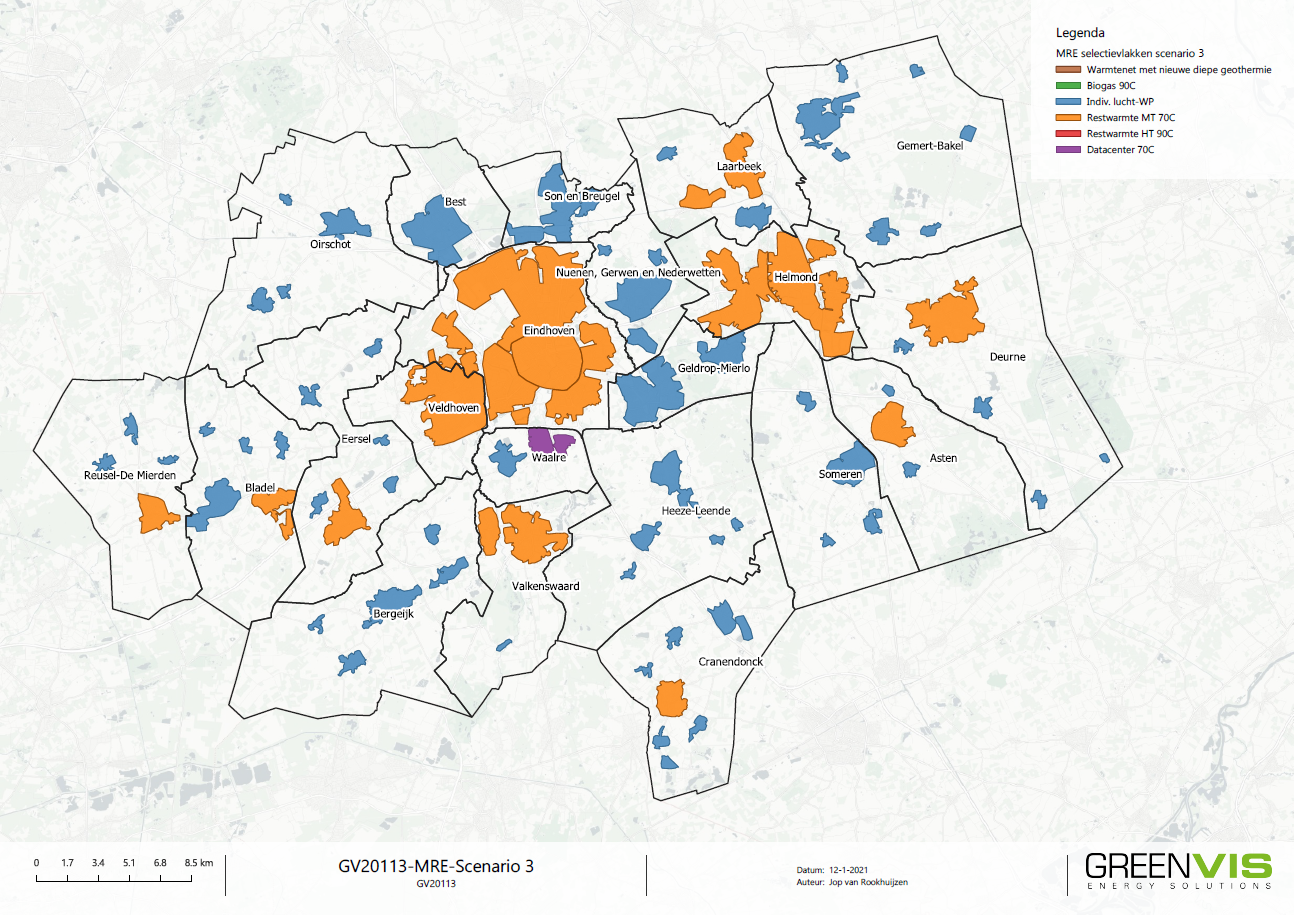 Legenda
MRE selectievlakken scenario 3
Warmtenet met nieuwe diepe geothermie
Biogas 90C
Indiv. lucht-WP
Restwarmte MT 70C
Restwarmte HT 90C
Datacenter 70C
Gemert-Bakel
Laarbeek
Son en Breugel
Best
Oirschot
Nuenen, Gerwen en Nederwetten
Helmond
Eindhoven
Deurne
Geldrop-Mierlo
Veldhoven
Eersel
Waalre
Asten
Reusel-De Mierden
Someren
Bladel
Heeze-Leende
Valkenswaard
Bergeijk
Cranendonck
0 1.7 3.4 5.1 6.8 8.5 km
GV20113-MRE-Scenario 3
GV20113
Datum: 12-1-2021
Auteur: Jop van Rookhuijzen
GREENVIS
ENERGY SOLUTIONS